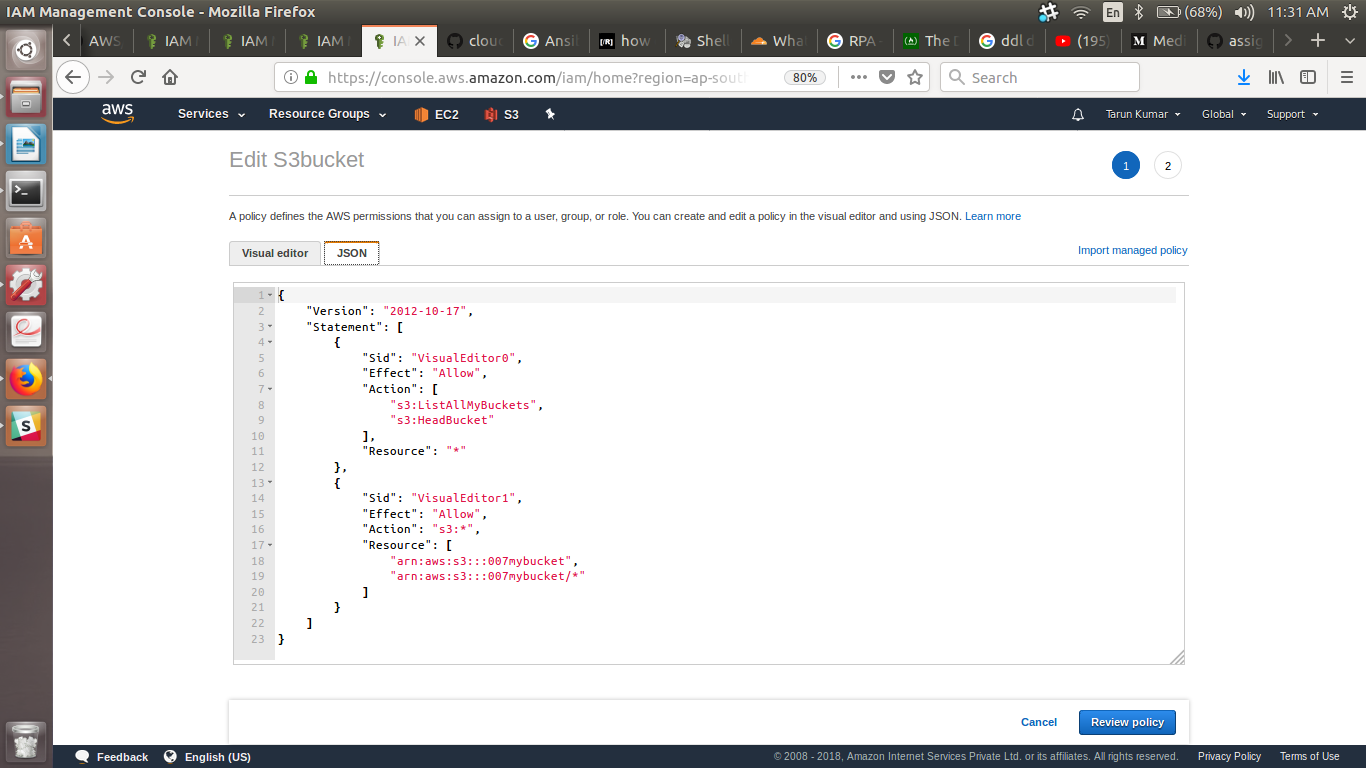 IAM Management Console - Mozilla Firefox
En (68%) 11:31 AM
AWS, IAM IAM IAM IA clou Ansi [/R] how Shel Wha RPA The ddl d (195) M Medi assig
https://console.aws.amazon.com/iam/home?region=ap-sout 80% Search
aws Services Resource Groups EC2 S3 Tarun Kumar Global Support
Edit S3bucket
1 2
A policy defines the AWS permissions that you can assign to a user, group, or role. You can create and edit a policy in the visual editor and using JSON. Learn more
Visual editor JSON Import managed policy
1 {
2 "Version": "2012-10-17",
3 "Statement": [
4 {
5 "Sid": "VisualEditor0",
6 "Effect": "Allow",
7 "Action": [
8 "s3:ListAllMyBuckets",
9 "s3:HeadBucket"
10 ],
11 "Resource": "*"
12 },
13 {
14 "Sid": "VisualEditor1",
15 "Effect": "Allow",
16 "Action": "s3:*",
17 "Resource": [
18 "arn:aws:s3:::007mybucket",
19 "arn:aws:s3:::007mybucket/*"
20 ]
21 }
22 ]
23 }
Cancel Review policy
Feedback English (US) © 2008 - 2018, Amazon Internet Services Private Ltd. or its affiliates. All rights reserved. Privacy Policy Terms of Use